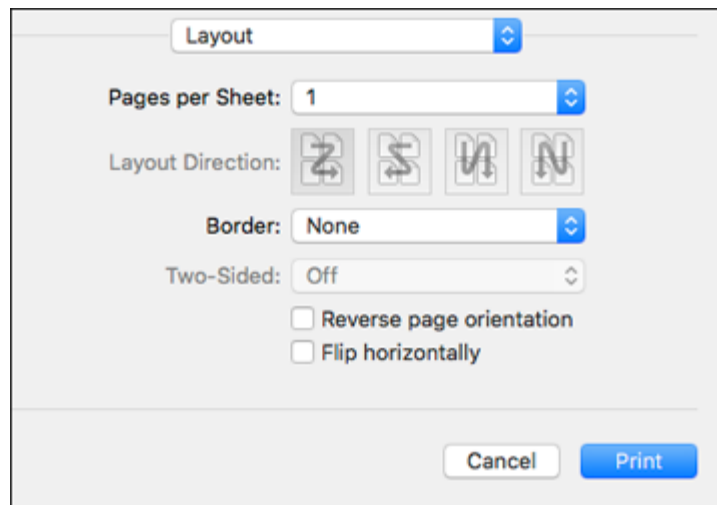 Layout
Pages per Sheet: 1
Layout Direction:
Border: None
Two-Sided: Off
Reverse page orientation
Flip horizontally
Cancel Print